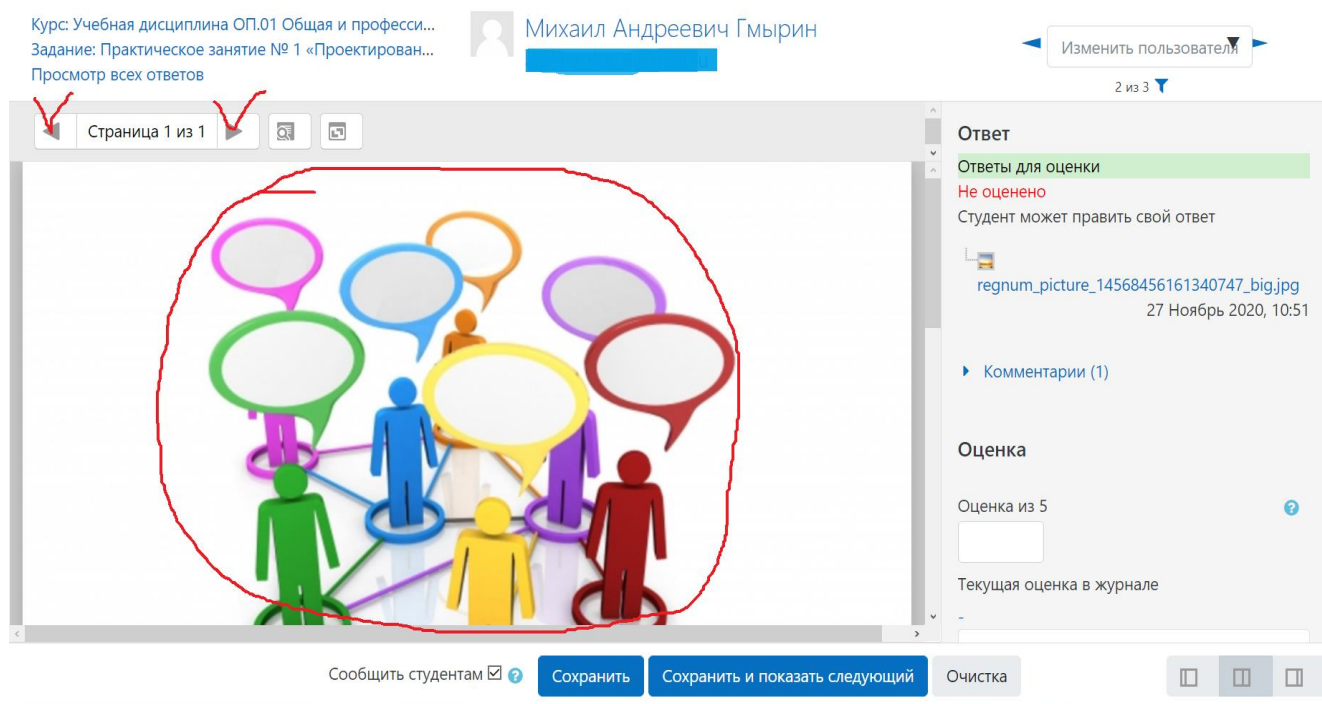 Курс: Учебная дисциплина ОП.01 Общая и професси...
Задание: Практическое занятие № 1 «Проектирован...
Просмотр всех ответов
Михаил Андреевич Гмырин
Изменить пользователя
2 из 3
Страница 1 из 1
Ответ
Ответы для оценки
Не оценено
Студент может править свой ответ
regnum_picture_14568456161340747_big.jpg
27 Ноябрь 2020, 10:51
Комментарии (1)
Оценка
Оценка из 5
Текущая оценка в журнале
-
Сообщить студентам
Сохранить
Сохранить и показать следующий
Очистка